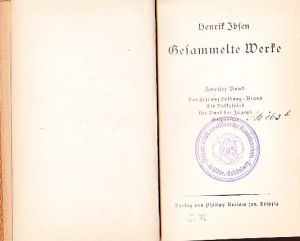 Henrik Ibsen
Gesammelte Werke
Zweiter Band
Das Fest auf Solhaug. Brand
Ein Volksfeind
Der Bund der Jugend
Verlag von Philipp Reclam jun. Leipzig